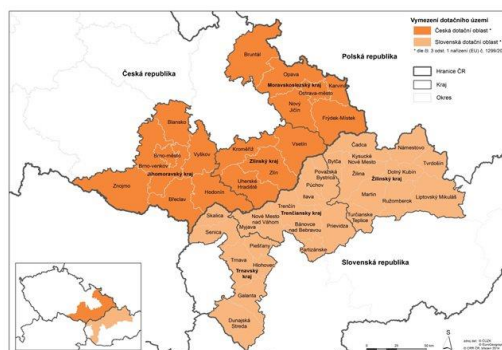 Vymezení dotačního území
Česká dotační oblast *
Slovenská dotační oblast *
Hranice ČR
Kraj
Okres
Polská republika
Česká republika
Slovenská republika
Bruntál
Opava
Moravskoslezský kraj
Karviná
Ostrava-město
Nový
Jičín
Frýdek-Místek
Blansko
Brno-město
Vyškov
Brno-venkov
Jihomoravský kraj
Znojmo
Břeclav
Hodonín
Kroměříž
Vsetín
Zlínský kraj
Zlín
Uherské
Hradiště
Čadca
Námestovo
Bytča
Kysucké
Nové Mesto
Dolný Kubín
Tvrdošín
Považská
Bystrica
Žilina
Žilinský kraj
Púchov
Ilava
Martin
Ružomberok
Liptovský Mikuláš
Trenčín
Trenčiansky kraj
Turčianske
Teplice
Skalica
Nové Mesto
nad Váhom
Bánovce
nad Bebravou
Prievidza
Senica
Myjava
Partizánske
Piešťany
Trnava
Hlohovec
Trnavský
kraj
Galanta
Dunajská
Streda